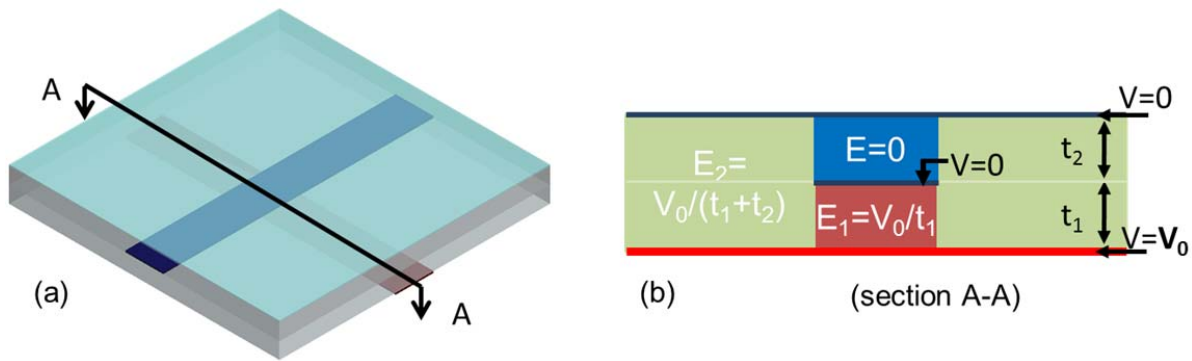 A
A
(a)
V=0
E=0
t₂
E₂=
V₀/(t₁+t₂)
V=0
E₁=V₀/t₁
t₁
V=V₀
(b)
(section A-A)